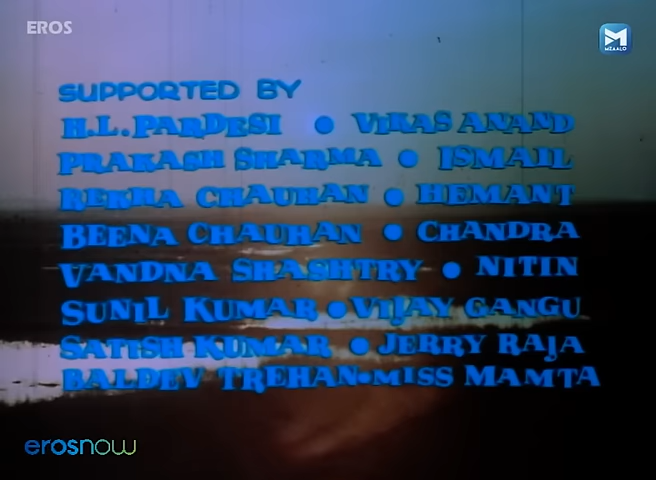 EROS
MZAALO
SUPPORTED BY
H.L. PARDESI ● VIKAS ANAND
PRAKASH SHARMA ● ISMAIL
REKHA CHAUHAN ● HEMANT
BEENA CHAUHAN ● CHANDRA
VANDNA SHASHTRY ● NITIN
SUNIL KUMAR ● VIJAY GANGU
SATISH KUMAR ● JERRY RAJA
BALDEV TREHAN ● MISS MAMTA
erosnow